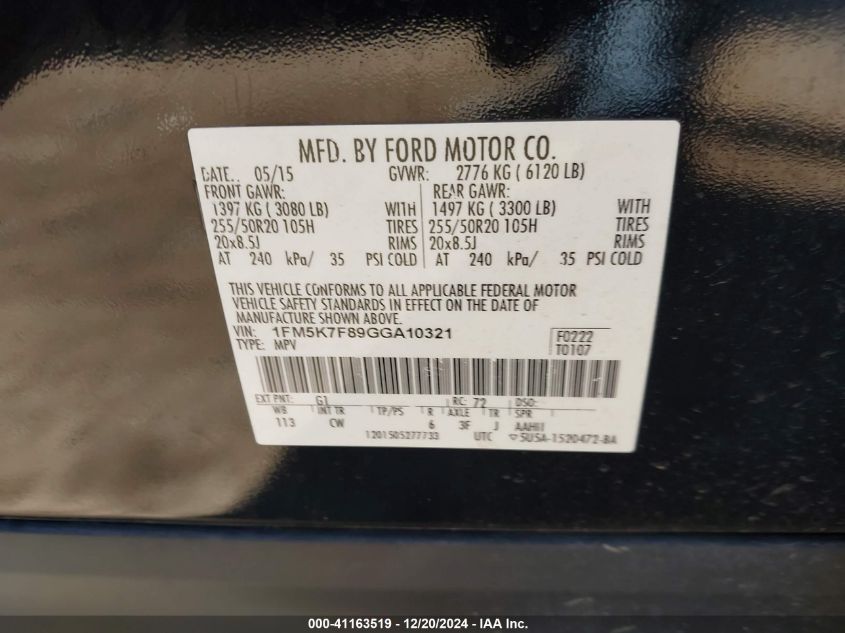 MFD. BY FORD MOTOR CO.
DATE. 05/15 GVWR: 2776 KG ( 6120 LB)
FRONT GAWR: REAR GAWR:
1397 KG ( 3080 LB) WITH 1497 KG ( 3300 LB) WITH
255/50R20 105H TIRES 255/50R20 105H TIRES
20x8.5J RIMS 20x8.5J RIMS
AT 240 kPa/ 35 PSI COLD AT 240 kPa/ 35 PSI COLD
THIS VEHICLE CONFORMS TO ALL APPLICABLE FEDERAL MOTOR
VEHICLE SAFETY STANDARDS IN EFFECT ON THE DATE OF
MANUFACTURE SHOWN ABOVE.
VIN: 1FM5K7F89GGA10321 F0222
TYPE: MPV T0107
EXT PNT: G1 RC: 72 DSO:
WB INT TR TP/PS R AXLE TR SPR
113 CW 6 3F J AAHII
1201505277733 UTC ▽5U5A-1520472-BA
000-41163519 - 12/20/2024 - IAA Inc.